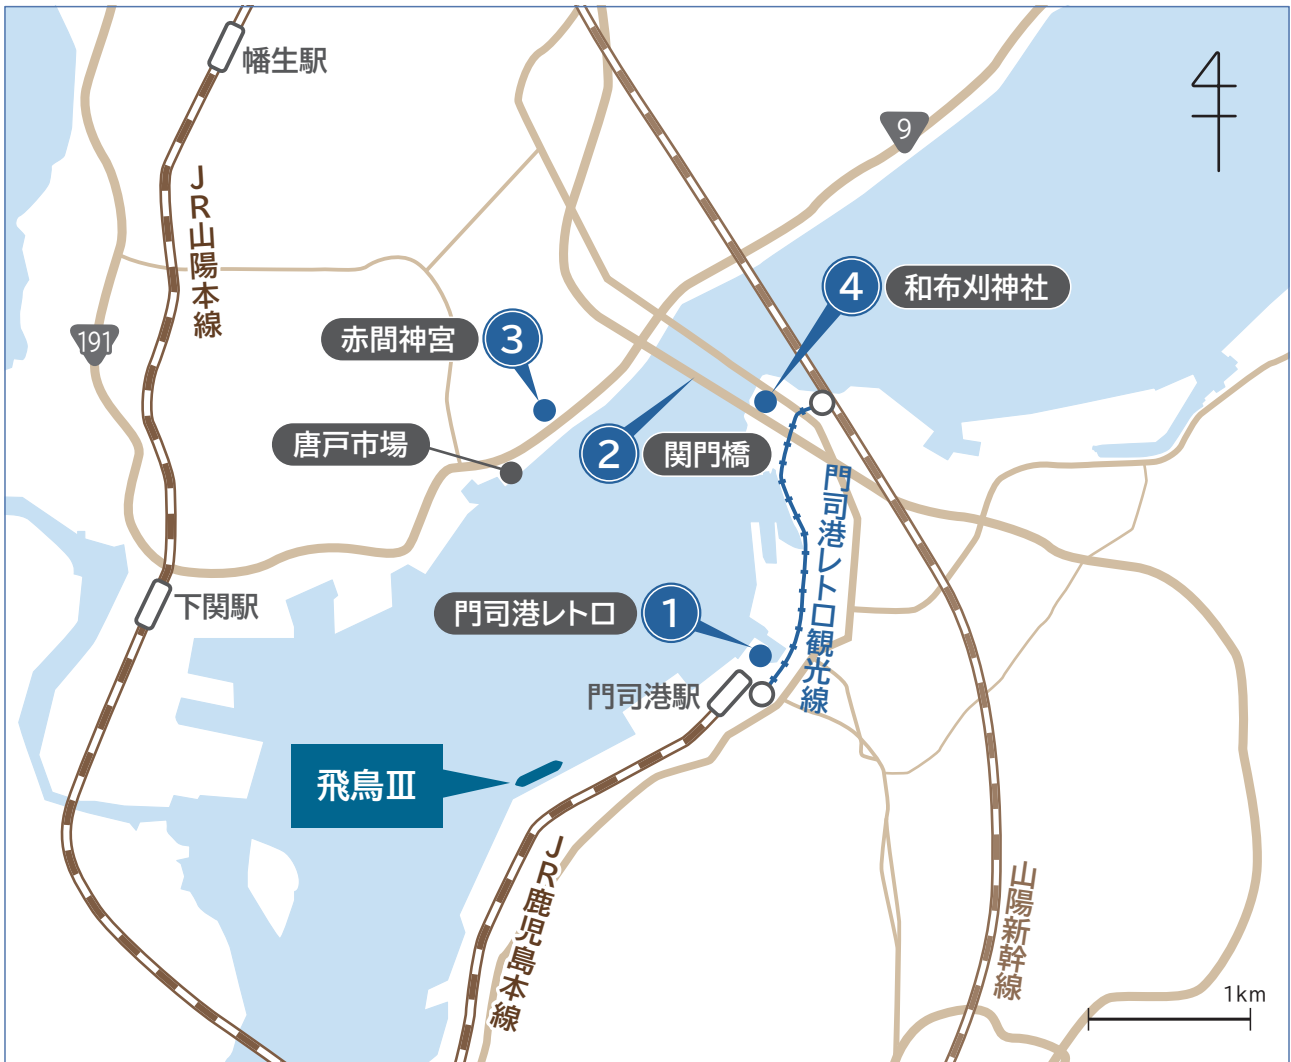 幡生駅
9
JR山陽本線
4
和布刈神社
191
赤間神宮
3
唐戸市場
2
関門橋
門司港レトロ観光線
下関駅
門司港レトロ
1
門司港駅
飛鳥Ⅲ
JR鹿児島本線
山陽新幹線
1km